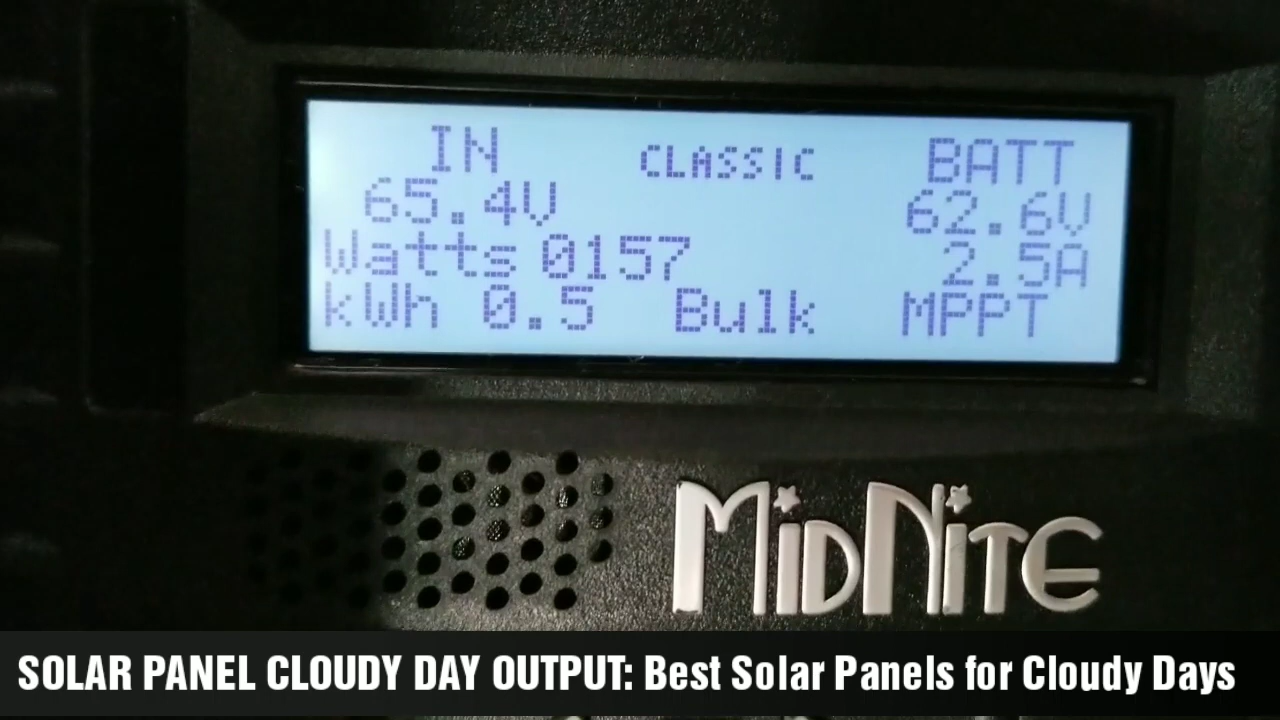 IN CLASSIC BATT
65.4V 62.6V
Watts 0157 2.5A
kWh 0.5 Bulk MPPT
MIDNITE
SOLAR PANEL CLOUDY DAY OUTPUT: Best Solar Panels for Cloudy Days